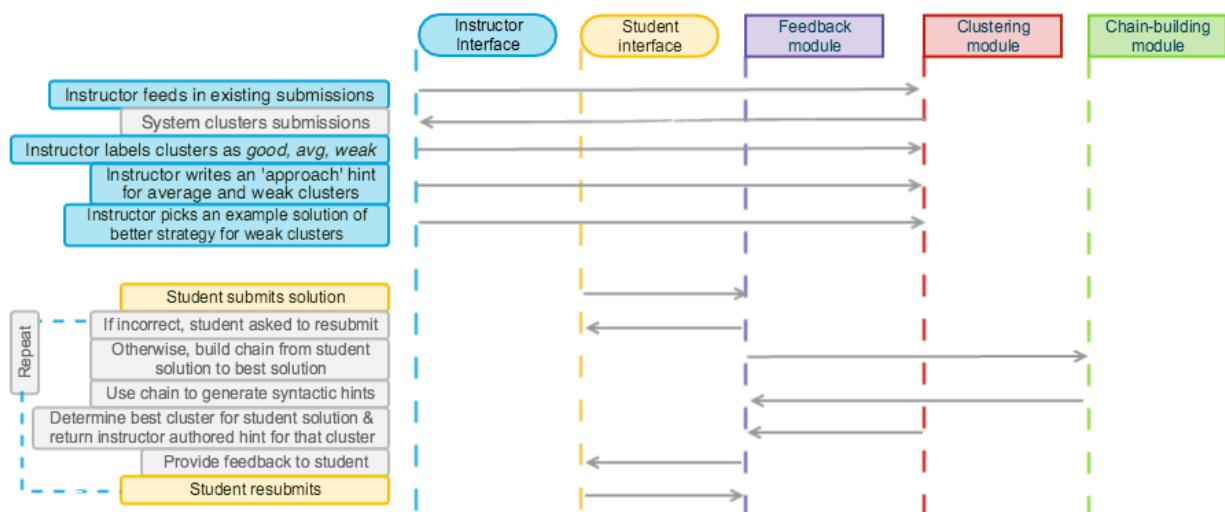 Instructor
Interface
Student
interface
Feedback
module
Clustering
module
Chain-building
module
Instructor feeds in existing submissions
System clusters submissions
Instructor labels clusters as good, avg, weak
Instructor writes an 'approach' hint
for average and weak clusters
Instructor picks an example solution of
better strategy for weak clusters
Student submits solution
Repeat
If incorrect, student asked to resubmit
Otherwise, build chain from student
solution to best solution
Use chain to generate syntactic hints
Determine best cluster for student solution &
return instructor authored hint for that cluster
Provide feedback to student
Student resubmits